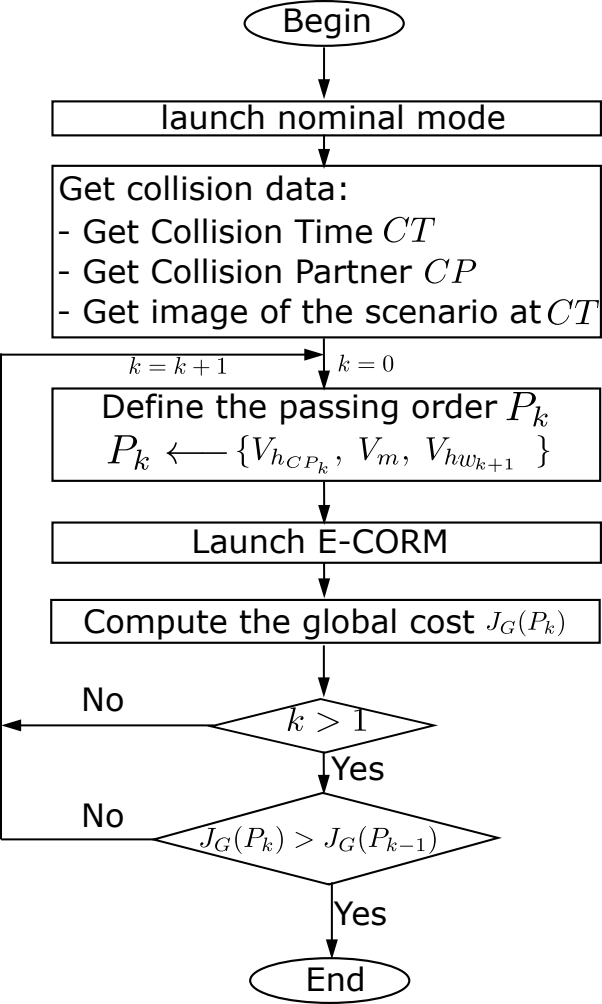 Begin
launch nominal mode
Get collision data:
- Get Collision Time $CT$
- Get Collision Partner $CP$
- Get image of the scenario at $CT$
$k = k + 1$
$k = 0$
Define the passing order $P_k$
$P_k \longleftarrow \{V_{h_{CP_k}}, V_m, V_{hw_{k+1}} \}$
Launch E-CORM
Compute the global cost $J_G(P_k)$
No
$k > 1$
Yes
No
$J_G(P_k) > J_G(P_{k-1})$
Yes
End